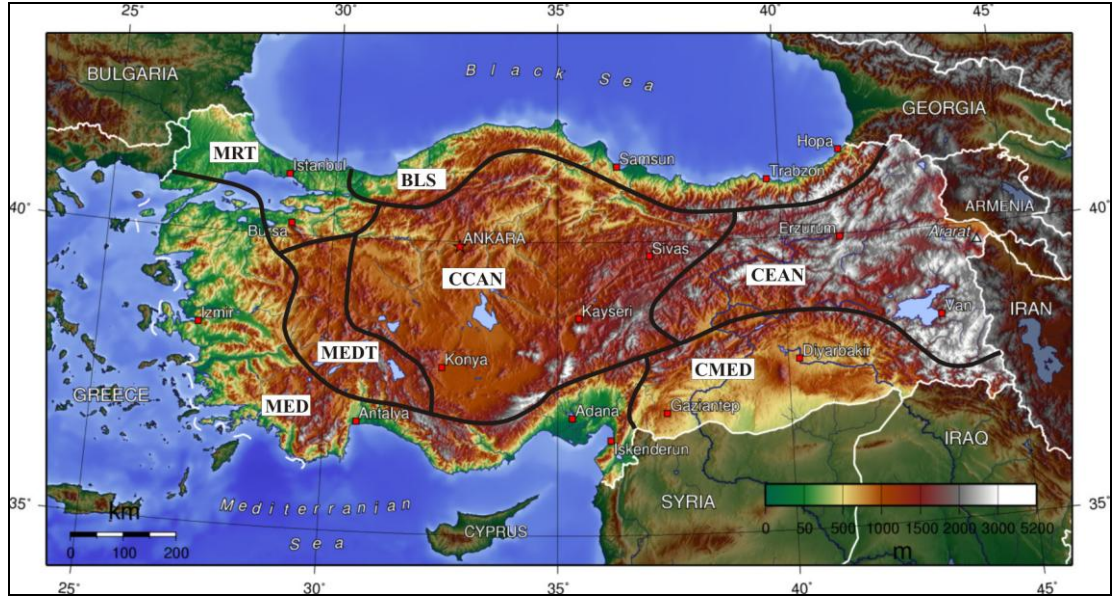 25° 30° 35° 40° 45°
BULGARIA
Black Sea
GEORGIA
Hopa
MRT
Istanbul
Samsun
Trabzon
BLS
ARMENIA
40° 40°
Bursa
ANKARA
Sivas
Erzurum
Ararat
CCAN
CEAN
IRAN
Izmir
Kayseri
Van
MEDT
Konya
CMED
Diyarbakir
GREECE
MED
Antalya
Adana
Gaziantep
Iskenderun
IRAQ
SYRIA
35° 35°
Mediterranian
Sea
CYPRUS
km
0 100 200
0 50 500 1000 1500 2000 3000 5200
m
25° 30° 35° 40° 45°